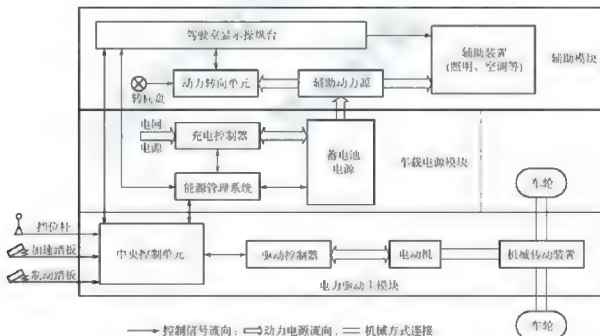 驾驶室显示操纵台
辅助装置
(照明、空调等)
辅助模块
动力转向单元
辅助动力源
转向盘
电网
电源
充电控制器
蓄电池
电源
车载电源模块
能源管理系统
车轮
挡位杆
加速踏板
制动踏板
中央控制单元
驱动控制器
电动机
机械传动装置
电力驱动主模块
车轮
控制信号流向；
动力电源流向；
机械方式连接